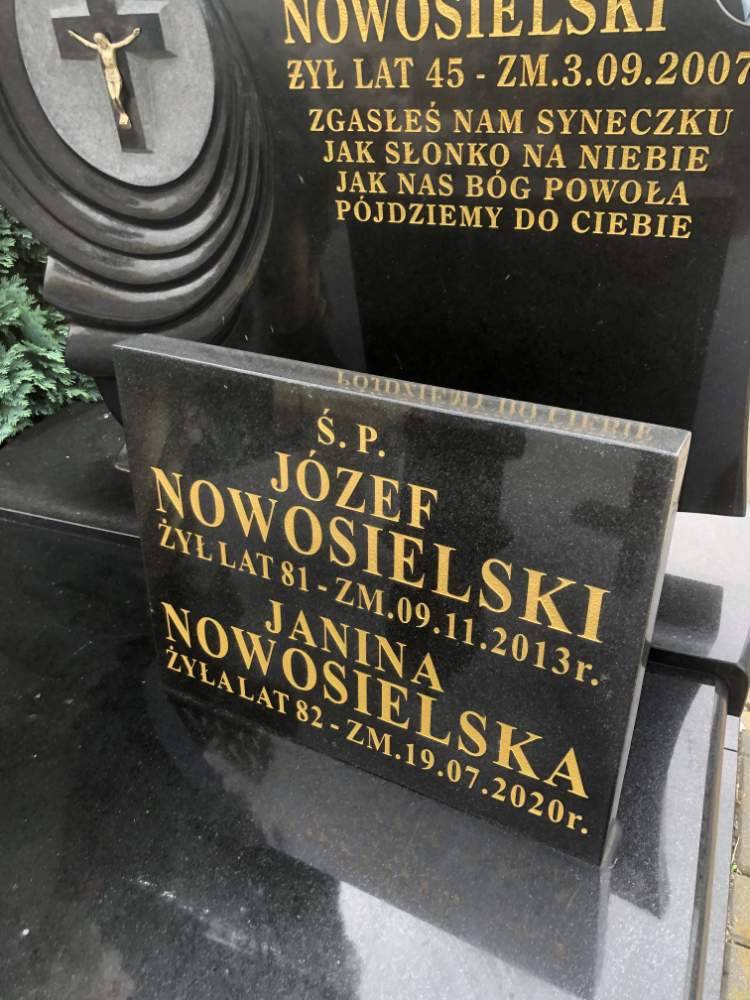 NOWOSIELSKI
ŻYŁ LAT 45 - ZM.3.09.2007
ZGASŁEŚ NAM SYNECZKU
JAK SŁONKO NA NIEBIE
JAK NAS BÓG POWOŁA
PÓJDZIEMY DO CIEBIE
Ś. P.
JÓZEF
NOWOSIELSKI
ŻYŁ LAT 81 - ZM.09.11.2013r.
JANINA
NOWOSIELSKA
ŻYŁA LAT 82 - ZM.19.07.2020r.